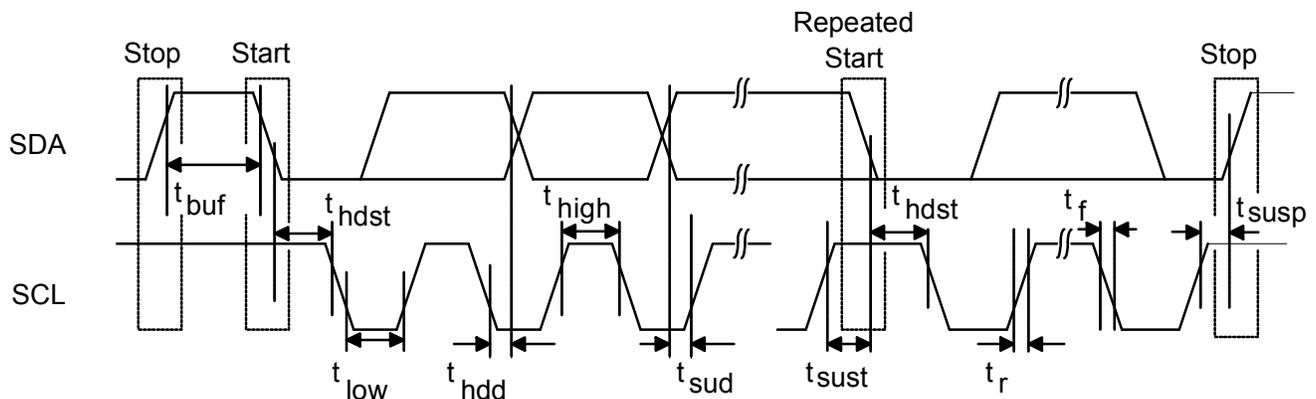 Repeated
Stop Start Start Stop
SDA
t buf t hdst t high t hdst t f t susp
SCL
t low t hdd t sud t sust t r